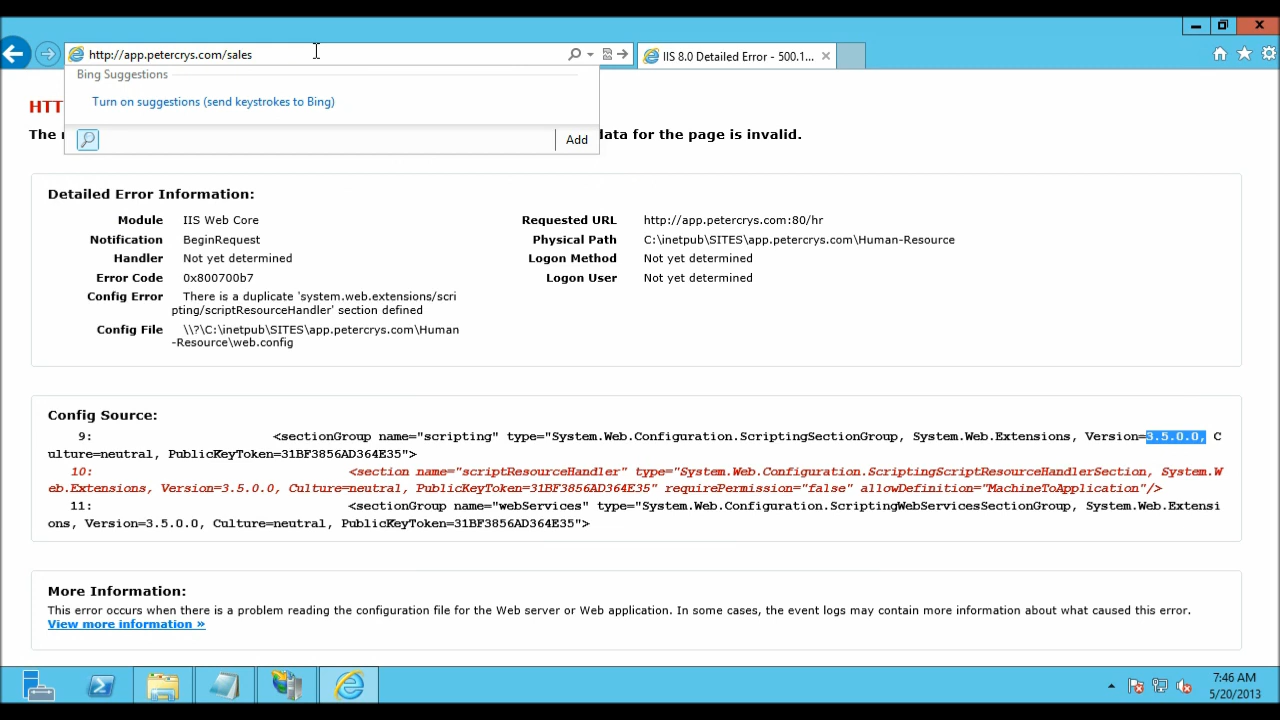 http://app.petercrys.com/sales
IIS 8.0 Detailed Error - 500.1...
Bing Suggestions
Turn on suggestions (send keystrokes to Bing)
Add
HTT
The
data for the page is invalid.
Detailed Error Information:
Module IIS Web Core
Notification BeginRequest
Handler Not yet determined
Error Code 0x800700b7
Config Error There is a duplicate 'system.web.extensions/scri
pting/scriptResourceHandler' section defined
Config File \\?\C:\inetpub\SITES\app.petercrys.com\Human
-Resource\web.config
Requested URL http://app.petercrys.com:80/hr
Physical Path C:\inetpub\SITES\app.petercrys.com\Human-Resource
Logon Method Not yet determined
Logon User Not yet determined
Config Source:
9: <sectionGroup name="scripting" type="System.Web.Configuration.ScriptingSectionGroup, System.Web.Extensions, Version=3.5.0.0, C
ulture=neutral, PublicKeyToken=31BF3856AD364E35">
10: <section name="scriptResourceHandler" type="System.Web.Configuration.ScriptingScriptResourceHandlerSection, System.W
eb.Extensions, Version=3.5.0.0, Culture=neutral, PublicKeyToken=31BF3856AD364E35" requirePermission="false" allowDefinition="MachineToApplication"/>
11: <sectionGroup name="webServices" type="System.Web.Configuration.ScriptingWebServicesSectionGroup, System.Web.Extensi
ons, Version=3.5.0.0, Culture=neutral, PublicKeyToken=31BF3856AD364E35">
More Information:
This error occurs when there is a problem reading the configuration file for the Web server or Web application. In some cases, the event logs may contain more information about what caused this error.
View more information »
7:46 AM
5/20/2013